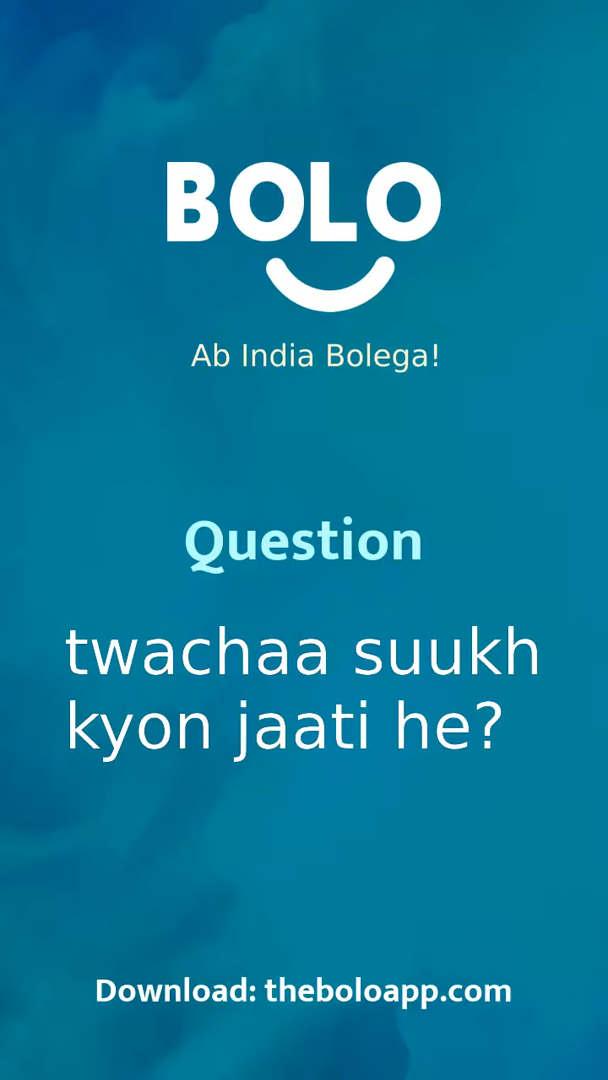 BOLO
Ab India Bolega!
Question
twachaa suukh
kyon jaati he?
Download: theboloapp.com